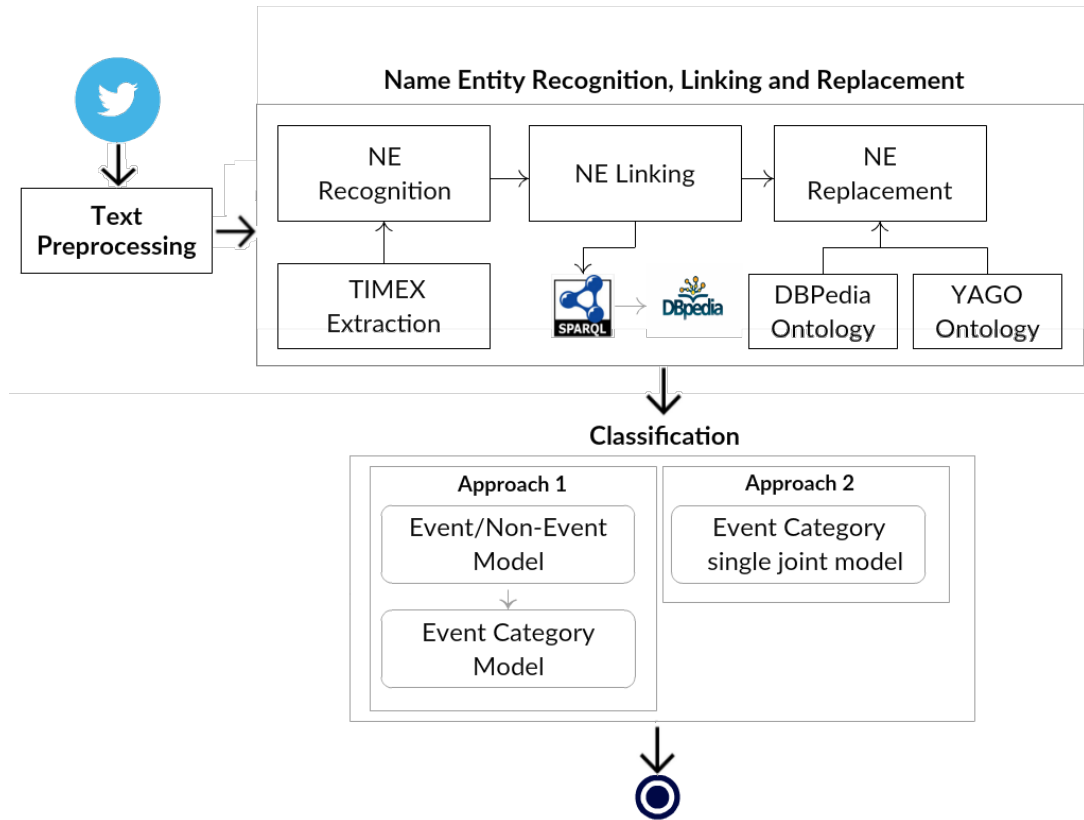 Name Entity Recognition, Linking and Replacement
NE
Recognition
NE Linking
NE
Replacement
Text
Preprocessing
TIMEX
Extraction
SPARQL
DBpedia
DBPedia
Ontology
YAGO
Ontology
Classification
Approach 1
Event/Non-Event
Model
Event Category
Model
Approach 2
Event Category
single joint model